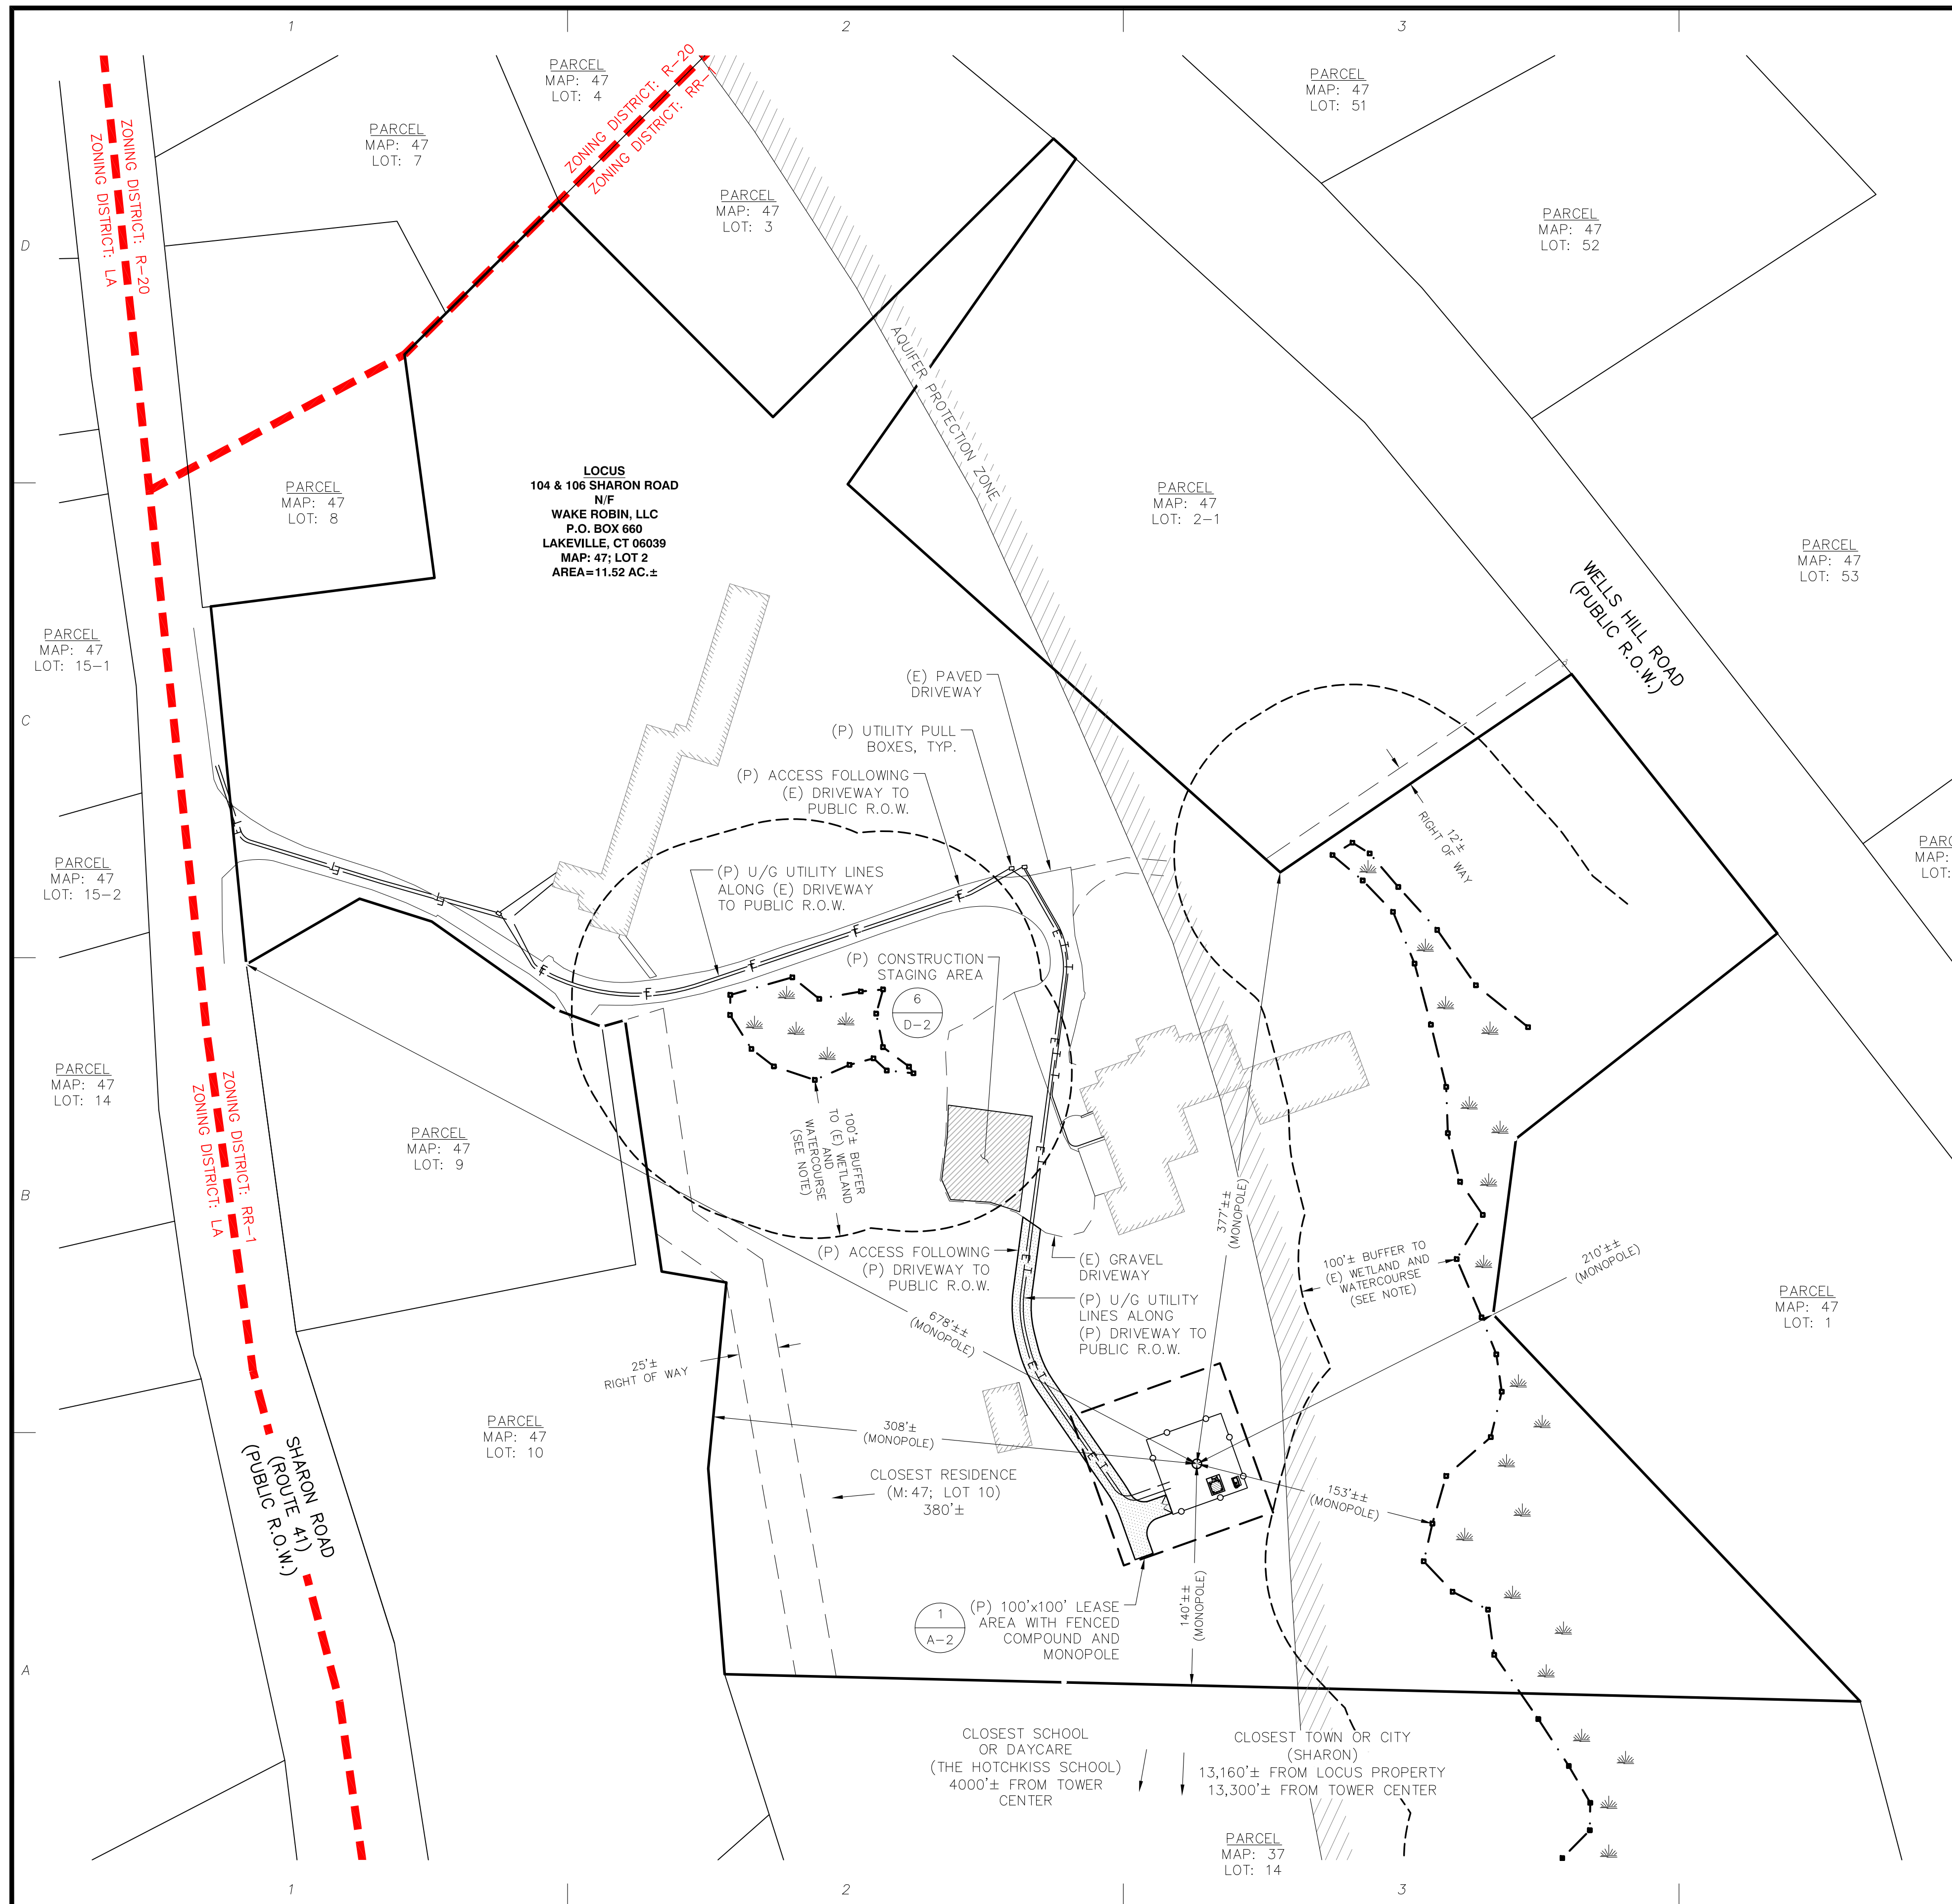 1
2
3
D
C
B
A
1
2
3
ZONING DISTRICT: R-20
ZONING DISTRICT: LA
ZONING DISTRICT: R-20
ZONING DISTRICT: RR-1
PARCEL
MAP: 47
LOT: 4
PARCEL
MAP: 47
LOT: 7
PARCEL
MAP: 47
LOT: 3
PARCEL
MAP: 47
LOT: 51
PARCEL
MAP: 47
LOT: 52
AQUIFER PROTECTION ZONE
LOCUS
104 & 106 SHARON ROAD
N/F
WAKE ROBIN, LLC
P.O. BOX 660
LAKEVILLE, CT 06039
MAP: 47; LOT 2
AREA=11.52 AC.±
PARCEL
MAP: 47
LOT: 8
PARCEL
MAP: 47
LOT: 2-1
PARCEL
MAP: 47
LOT: 53
WELLS HILL ROAD
(PUBLIC R.O.W.)
PARCEL
MAP: 47
LOT: 15-1
(E) PAVED
DRIVEWAY
(P) UTILITY PULL
BOXES, TYP.
(P) ACCESS FOLLOWING
(E) DRIVEWAY TO
PUBLIC R.O.W.
(P) U/G UTILITY LINES
ALONG (E) DRIVEWAY
TO PUBLIC R.O.W.
12'±
RIGHT OF WAY
MAP:
LOT:
PARCEL
MAP: 47
LOT: 15-2
(P) CONSTRUCTION
STAGING AREA
6
D-2
PARCEL
MAP: 47
LOT: 14
PARCEL
MAP: 47
LOT: 9
100'± BUFFER
TO (E) WETLAND
AND
WATERCOURSE
(SEE NOTE)
ZONING DISTRICT: RR-1
ZONING DISTRICT: LA
377'±±
(MONOPOLE)
(P) ACCESS FOLLOWING
(P) DRIVEWAY TO
PUBLIC R.O.W.
(E) GRAVEL
DRIVEWAY
(P) U/G UTILITY
LINES ALONG
(P) DRIVEWAY TO
PUBLIC R.O.W.
100'± BUFFER TO
(E) WETLAND AND
WATERCOURSE
(SEE NOTE)
210'±±
(MONOPOLE)
PARCEL
MAP: 47
LOT: 1
678'±±
(MONOPOLE)
25'±
RIGHT OF WAY
PARCEL
MAP: 47
LOT: 10
308'±
(MONOPOLE)
CLOSEST RESIDENCE
(M:47; LOT 10)
380'±
153'±±
(MONOPOLE)
SHARON ROAD
(ROUTE 41)
(PUBLIC R.O.W.)
140'±±
(MONOPOLE)
1
A-2
(P) 100'x100' LEASE
AREA WITH FENCED
COMPOUND AND
MONOPOLE
CLOSEST SCHOOL
OR DAYCARE
(THE HOTCHKISS SCHOOL)
4000'± FROM TOWER
CENTER
CLOSEST TOWN OR CITY
(SHARON)
13,160'± FROM LOCUS PROPERTY
13,300'± FROM TOWER CENTER
PARCEL
MAP: 37
LOT: 14